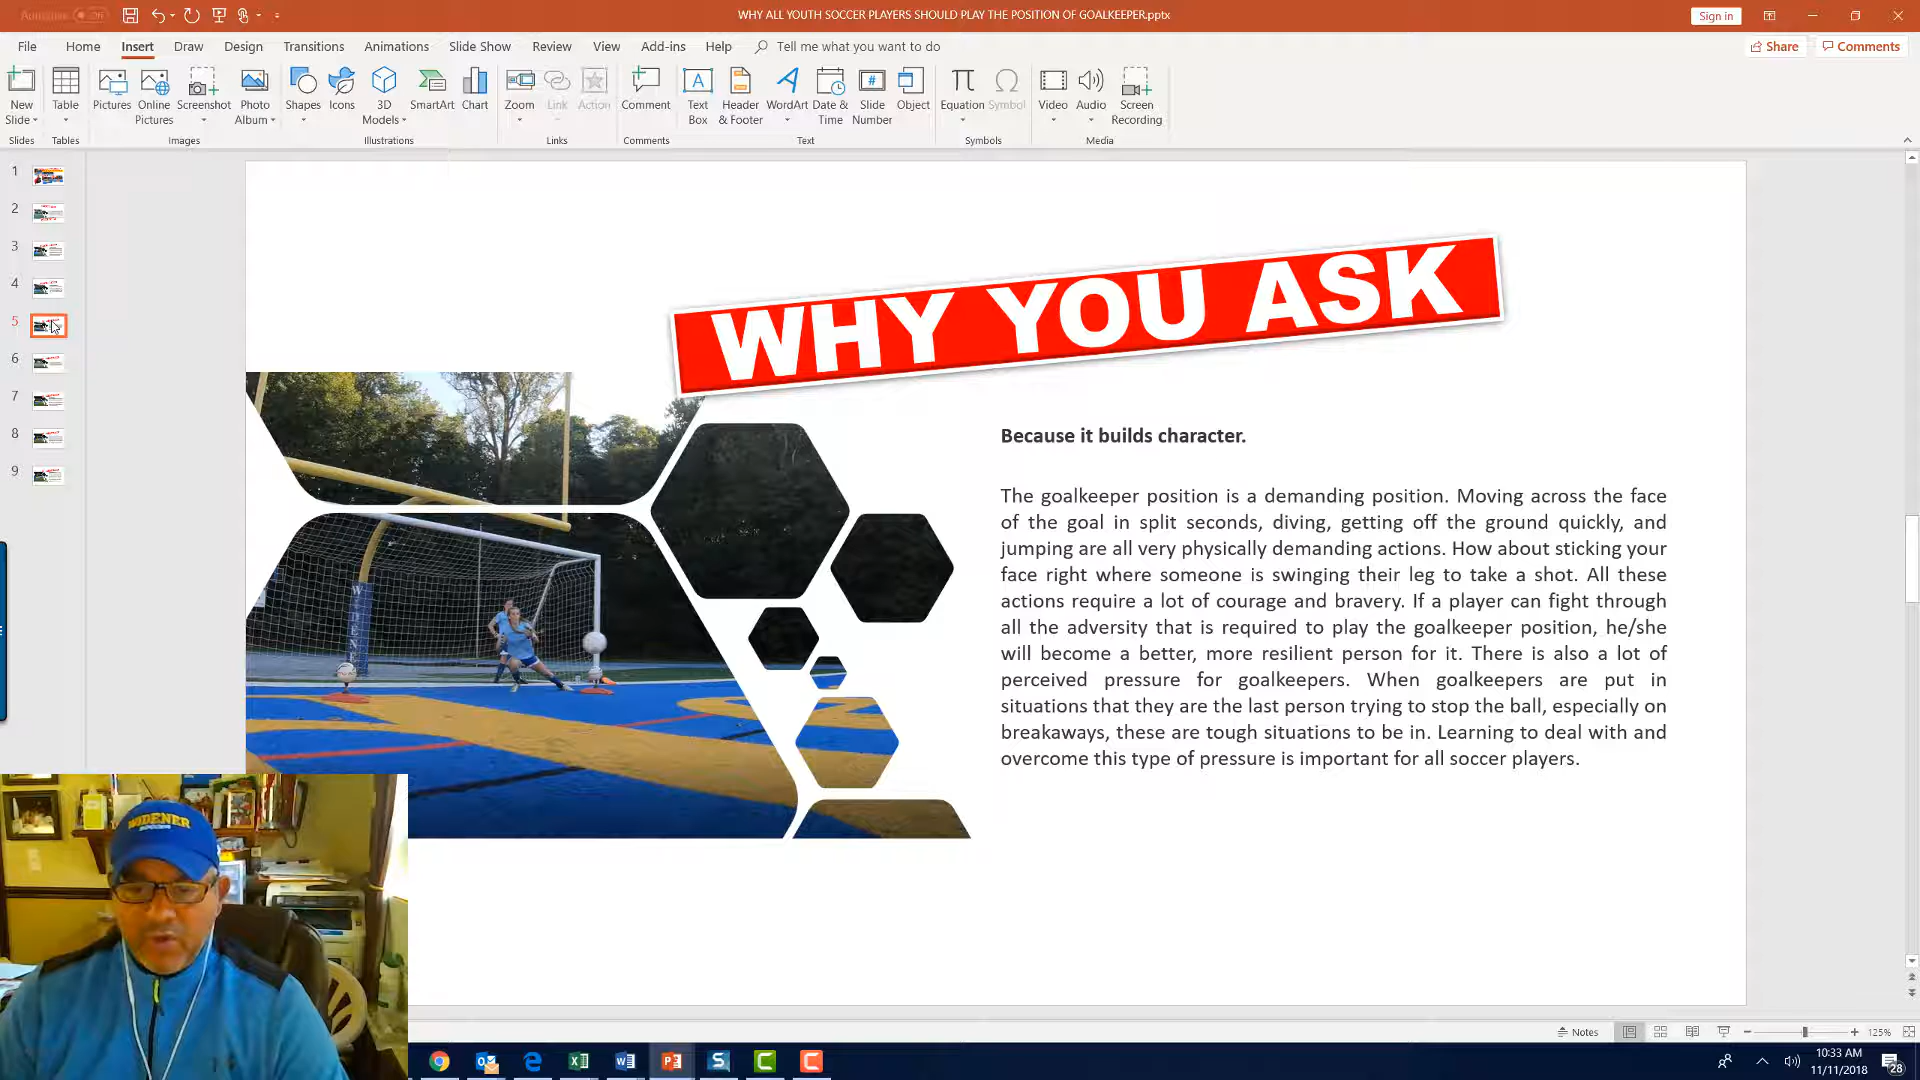 AutoSave Off
WHY ALL YOUTH SOCCER PLAYERS SHOULD PLAY THE POSITION OF GOALKEEPER.pptx
Sign in
File Home Insert Draw Design Transitions Animations Slide Show Review View Add-ins Help Tell me what you want to do
Share Comments
New Slide
Table
Pictures
Online Pictures
Screenshot
Photo Album
Shapes
Icons
3D Models
SmartArt
Chart
Zoom
Link
Action
Comment
Text Box
Header & Footer
WordArt
Date & Time
Slide Number
Object
Equation
Symbol
Video
Audio
Screen Recording
Slides Tables Images Illustrations Links Comments Text Symbols Media
1
2
3
4
5
6
7
8
9
WHY YOU ASK
Because it builds character.
The goalkeeper position is a demanding position. Moving across the face
of the goal in split seconds, diving, getting off the ground quickly, and
jumping are all very physically demanding actions. How about sticking your
face right where someone is swinging their leg to take a shot. All these
actions require a lot of courage and bravery. If a player can fight through
all the adversity that is required to play the goalkeeper position, he/she
will become a better, more resilient person for it. There is also a lot of
perceived pressure for goalkeepers. When goalkeepers are put in
situations that they are the last person trying to stop the ball, especially on
breakaways, these are tough situations to be in. Learning to deal with and
overcome this type of pressure is important for all soccer players.
WIDENER
Notes
125%
10:33 AM
11/11/2018
28